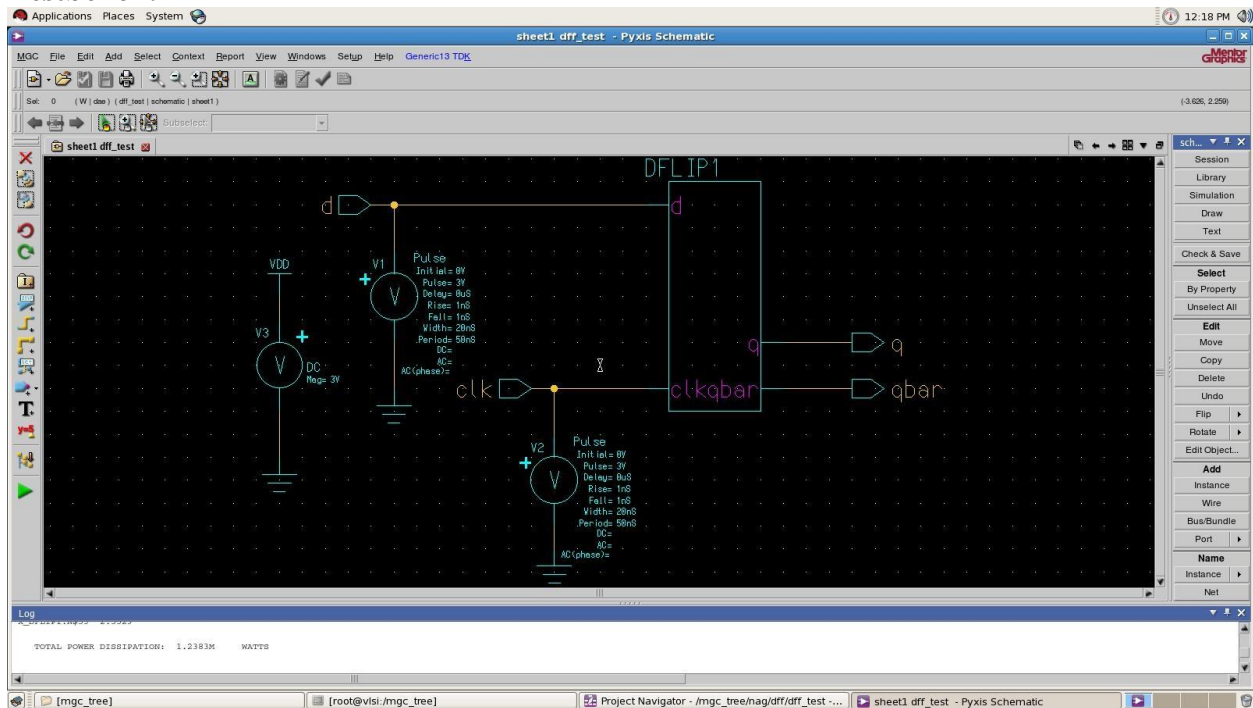 Applications Places System
12:18 PM
sheet1 dff_test - Pyxis Schematic
MGC File Edit Add Select Context Report View Windows Setup Help Generic13 TDK
Mentor Graphics
Sel: 0 (W | dae ) ( dff_test | schematic | sheet1 )
(-3.626, 2.259)
Subselect:
sheet1 dff_test
sch...
Session
Library
Simulation
Draw
Text
Check & Save
Select
By Property
Unselect All
Edit
Move
Copy
Delete
Undo
Flip
Rotate
Edit Object...
Add
Instance
Wire
Bus/Bundle
Port
Name
Instance
Net
DFLIP1
d
d
VDD
V1
Pulse
Initial= 0V
Pulse= 3V
Delay= 0uS
Rise= 1nS
Fall= 1nS
Width= 20nS
Period= 50nS
DC=
AC=
AC(phase)=
V
V3
V
DC
Mag= 3V
q
q
clk
clkqbar
qbar
V2
Pulse
Initial= 0V
Pulse= 3V
Delay= 0uS
Rise= 1nS
Fall= 1nS
Width= 20nS
Period= 50nS
DC=
AC=
AC(phase)=
V
Log
TOTAL POWER DISSIPATION: 1.2383M WATTS
[mgc_tree]
[root@vlsi:/mgc_tree]
Project Navigator - /mgc_tree/nag/dff/dff_test -...
sheet1 dff_test - Pyxis Schematic